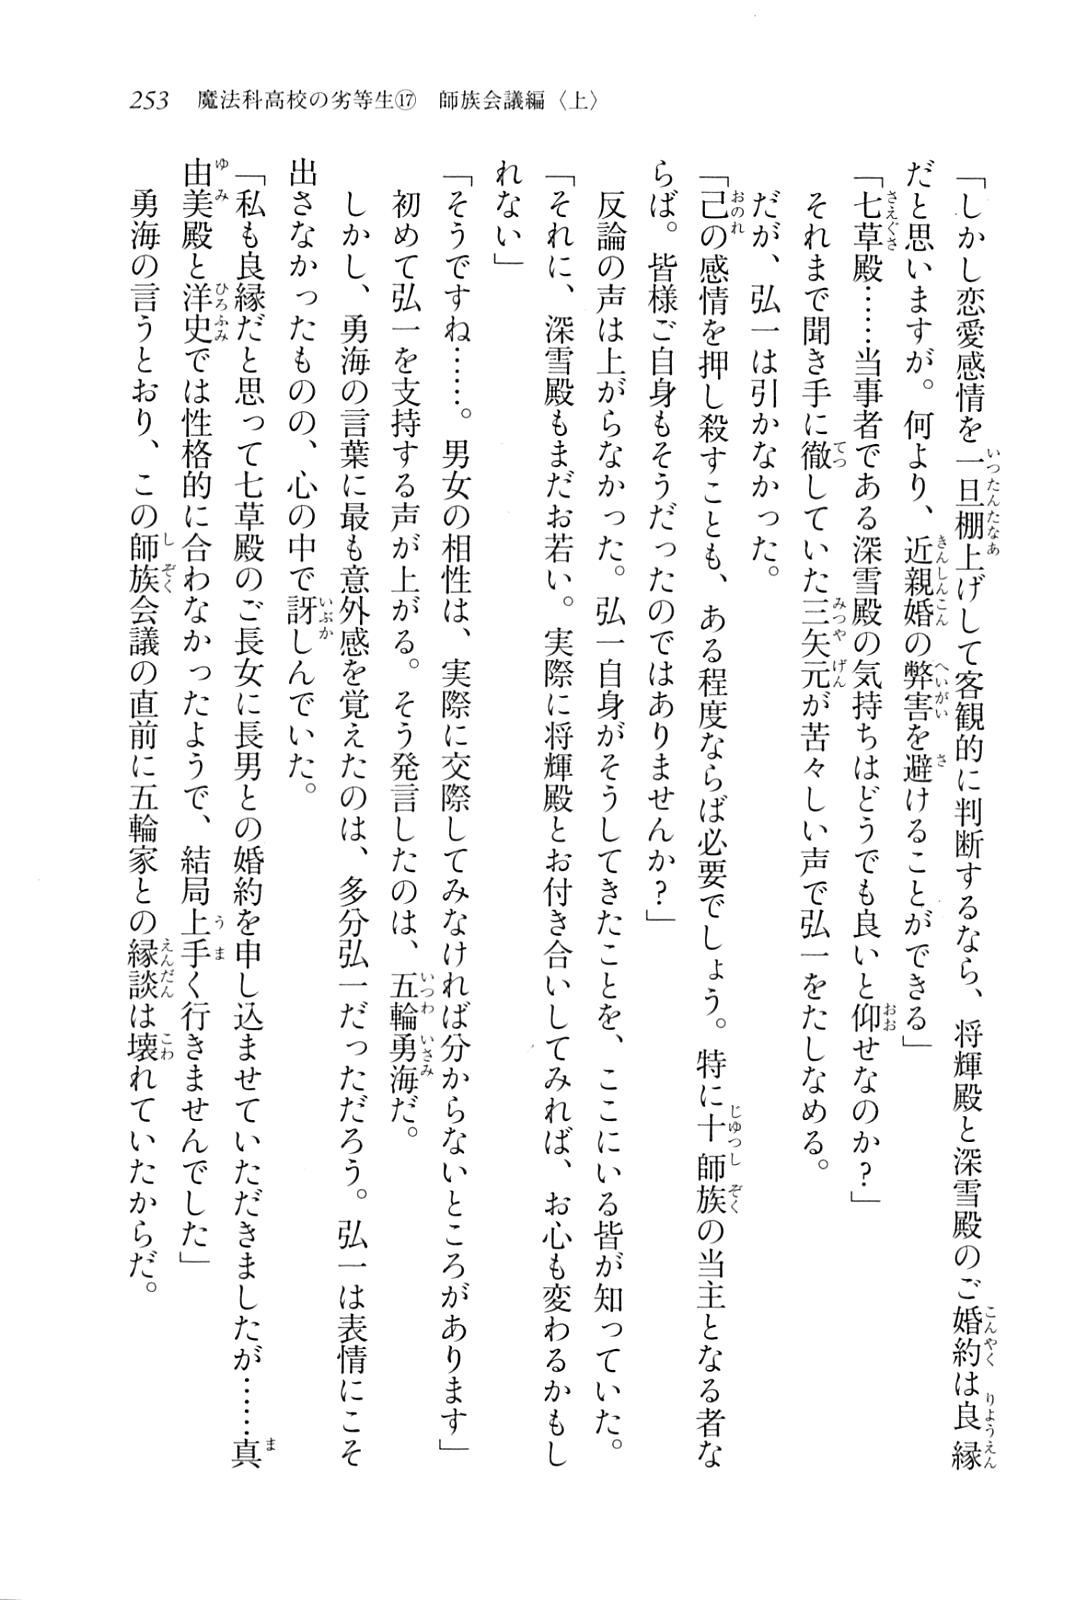 253　魔法科高校の劣等生⑰　師族会議編〈上〉
「しかし恋愛感情を一旦棚上げして客観的に判断するなら、将輝殿と深雪殿のご婚約は良縁
だと思いますが。何より、近親婚の弊害を避けることができる」
「七草殿……当事者である深雪殿の気持ちはどうでも良いと仰せなのか？」
　それまで聞き手に徹していた三矢元が苦々しい声で弘一をたしなめる。
　だが、弘一は引かなかった。
「己の感情を押し殺すことも、ある程度ならば必要でしょう。特に十師族の当主となる者な
らば。皆様ご自身もそうだったのではありませんか？」
　反論の声は上がらなかった。弘一自身がそうしてきたことを、ここにいる皆が知っていた。
「それに、深雪殿もまだお若い。実際に将輝殿とお付き合いしてみれば、お心も変わるかもし
れない」
「そうですね……。男女の相性は、実際に交際してみなければ分からないところがあります」
　初めて弘一を支持する声が上がる。そう発言したのは、五輪勇海だ。
　しかし、勇海の言葉に最も意外感を覚えたのは、多分弘一だっただろう。弘一は表情にこそ
出さなかったものの、心の中で訝しんでいた。
「私も良縁だと思って七草殿のご長女に長男との婚約を申し込ませていただきましたが……真
由美殿と洋史では性格的に合わなかったようで、結局上手く行きませんでした」
　勇海の言うとおり、この師族会議の直前に五輪家との縁談は壊れていたからだ。